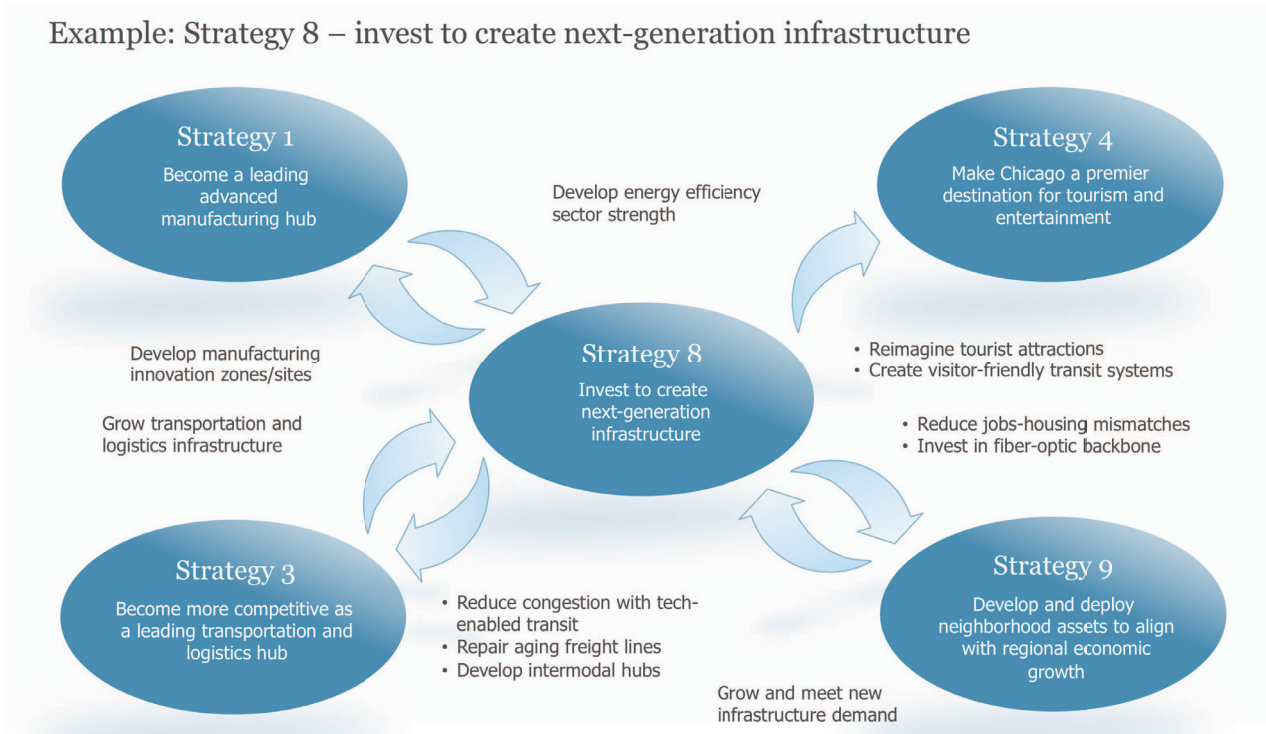 Example: Strategy 8 – invest to create next-generation infrastructure
Strategy 1
Become a leading
advanced
manufacturing hub
Develop energy efficiency
sector strength
Strategy 4
Make Chicago a premier
destination for tourism and
entertainment
Develop manufacturing
innovation zones/sites
Grow transportation and
logistics infrastructure
Strategy 8
Invest to create
next-generation
infrastructure
• Reimagine tourist attractions
• Create visitor-friendly transit systems
• Reduce jobs-housing mismatches
• Invest in fiber-optic backbone
Strategy 3
Become more competitive as
a leading transportation and
logistics hub
• Reduce congestion with tech-
enabled transit
• Repair aging freight lines
• Develop intermodal hubs
Strategy 9
Develop and deploy
neighborhood assets to align
with regional economic
growth
Grow and meet new
infrastructure demand